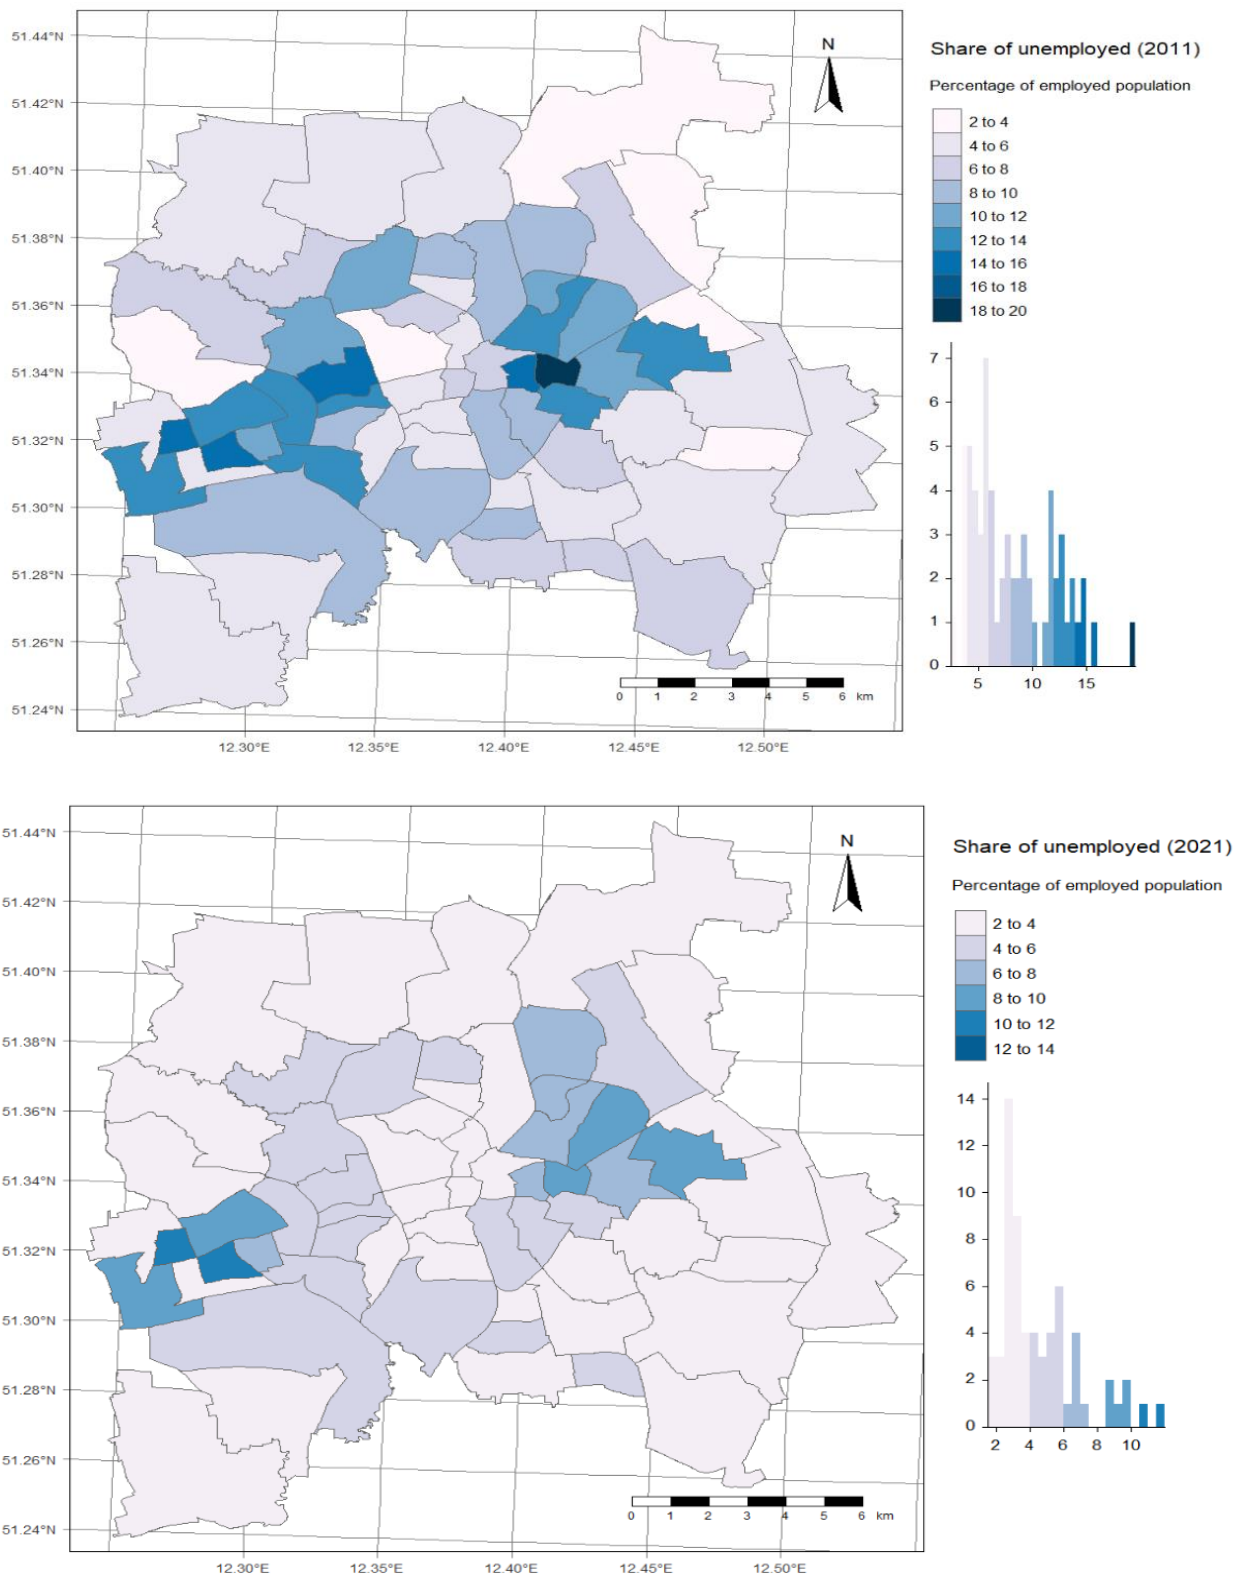 51.44°N
51.42°N
51.40°N
51.38°N
51.36°N
51.34°N
51.32°N
51.30°N
51.28°N
51.26°N
51.24°N
12.30°E 12.35°E 12.40°E 12.45°E 12.50°E
N
0 1 2 3 4 5 6 km
Share of unemployed (2011)
Percentage of employed population
2 to 4
4 to 6
6 to 8
8 to 10
10 to 12
12 to 14
14 to 16
16 to 18
18 to 20
7
6
5
4
3
2
1
0
5 10 15
51.44°N
51.42°N
51.40°N
51.38°N
51.36°N
51.34°N
51.32°N
51.30°N
51.28°N
51.26°N
51.24°N
12.30°E 12.35°E 12.40°E 12.45°E 12.50°E
N
0 1 2 3 4 5 6 km
Share of unemployed (2021)
Percentage of employed population
2 to 4
4 to 6
6 to 8
8 to 10
10 to 12
12 to 14
14
12
10
8
6
4
2
0
2 4 6 8 10